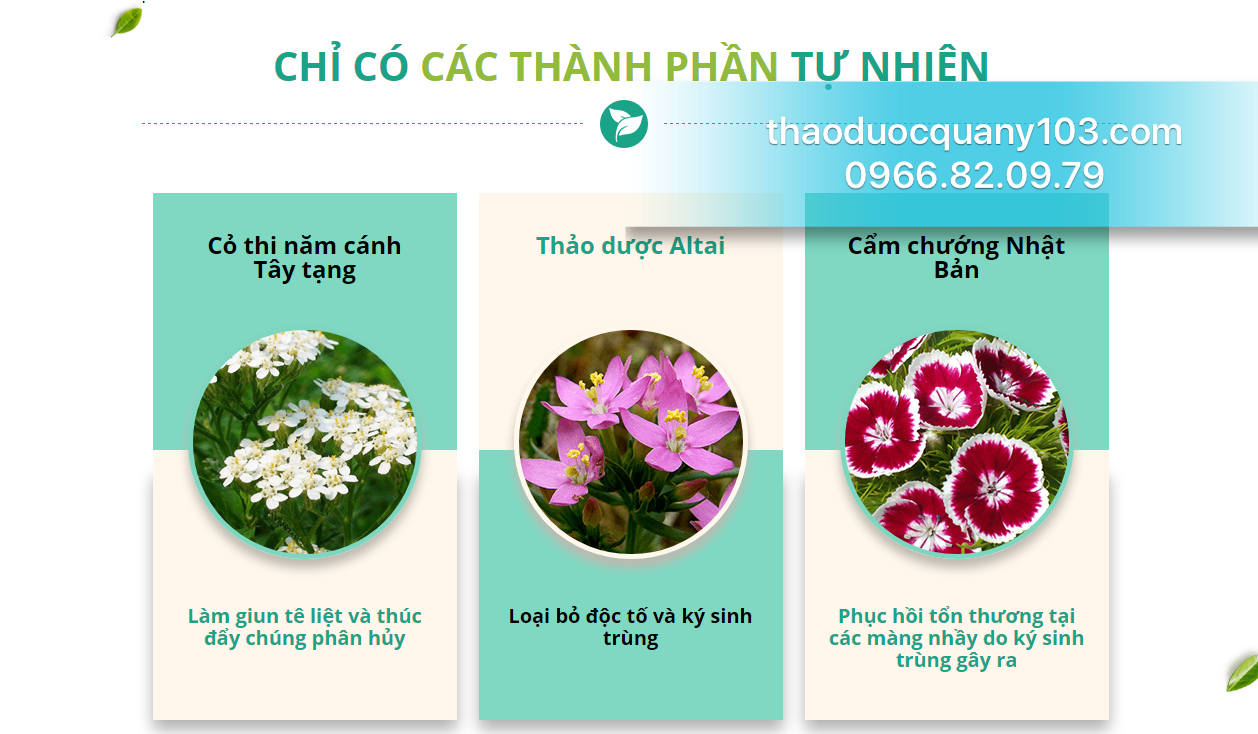 CHỈ CÓ CÁC THÀNH PHẦN TỰ NHIÊN
thaoduocquany103.com
0966.82.09.79
Cỏ thi năm cánh
Tây tạng
Thảo dược Altai
Cẩm chướng Nhật
Bản
Làm giun tê liệt và thúc
đẩy chúng phân hủy
Loại bỏ độc tố và ký sinh
trùng
Phục hồi tổn thương tại
các màng nhầy do ký sinh
trùng gây ra